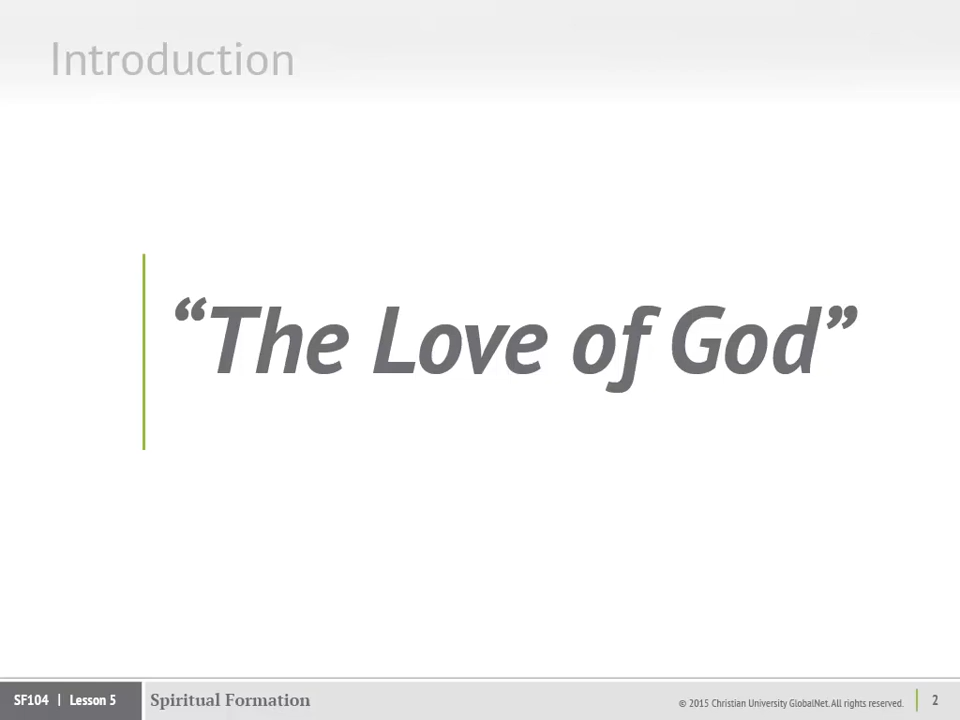 Introduction
“The Love of God”
SF104 | Lesson 5 Spiritual Formation © 2015 Christian University GlobalNet. All rights reserved. 2